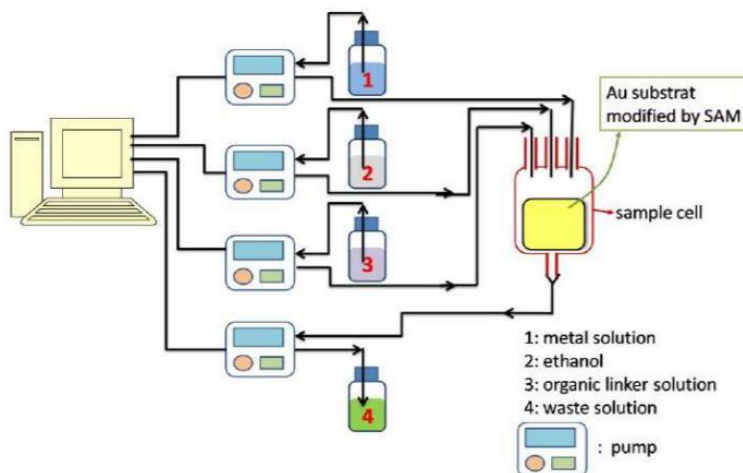 1
2
3
4
Au substrat
modified by SAM
sample cell
1: metal solution
2: ethanol
3: organic linker solution
4: waste solution
: pump